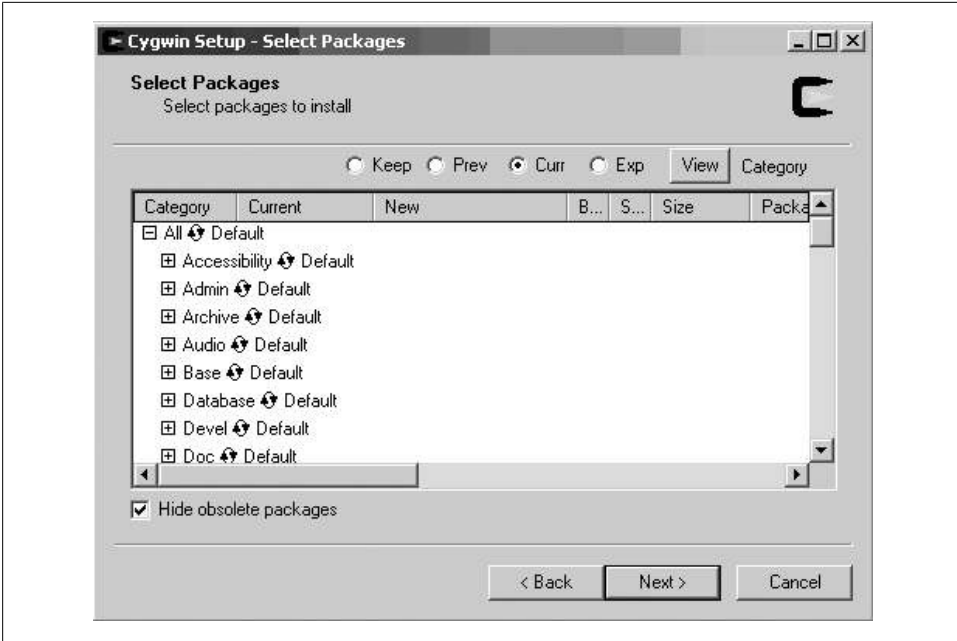 Cygwin Setup - Select Packages
Select Packages
Select packages to install
Keep Prev Curr Exp View Category
Category Current New B... S... Size Packa
All Default
Accessibility Default
Admin Default
Archive Default
Audio Default
Base Default
Database Default
Devel Default
Doc Default
Hide obsolete packages
< Back Next > Cancel